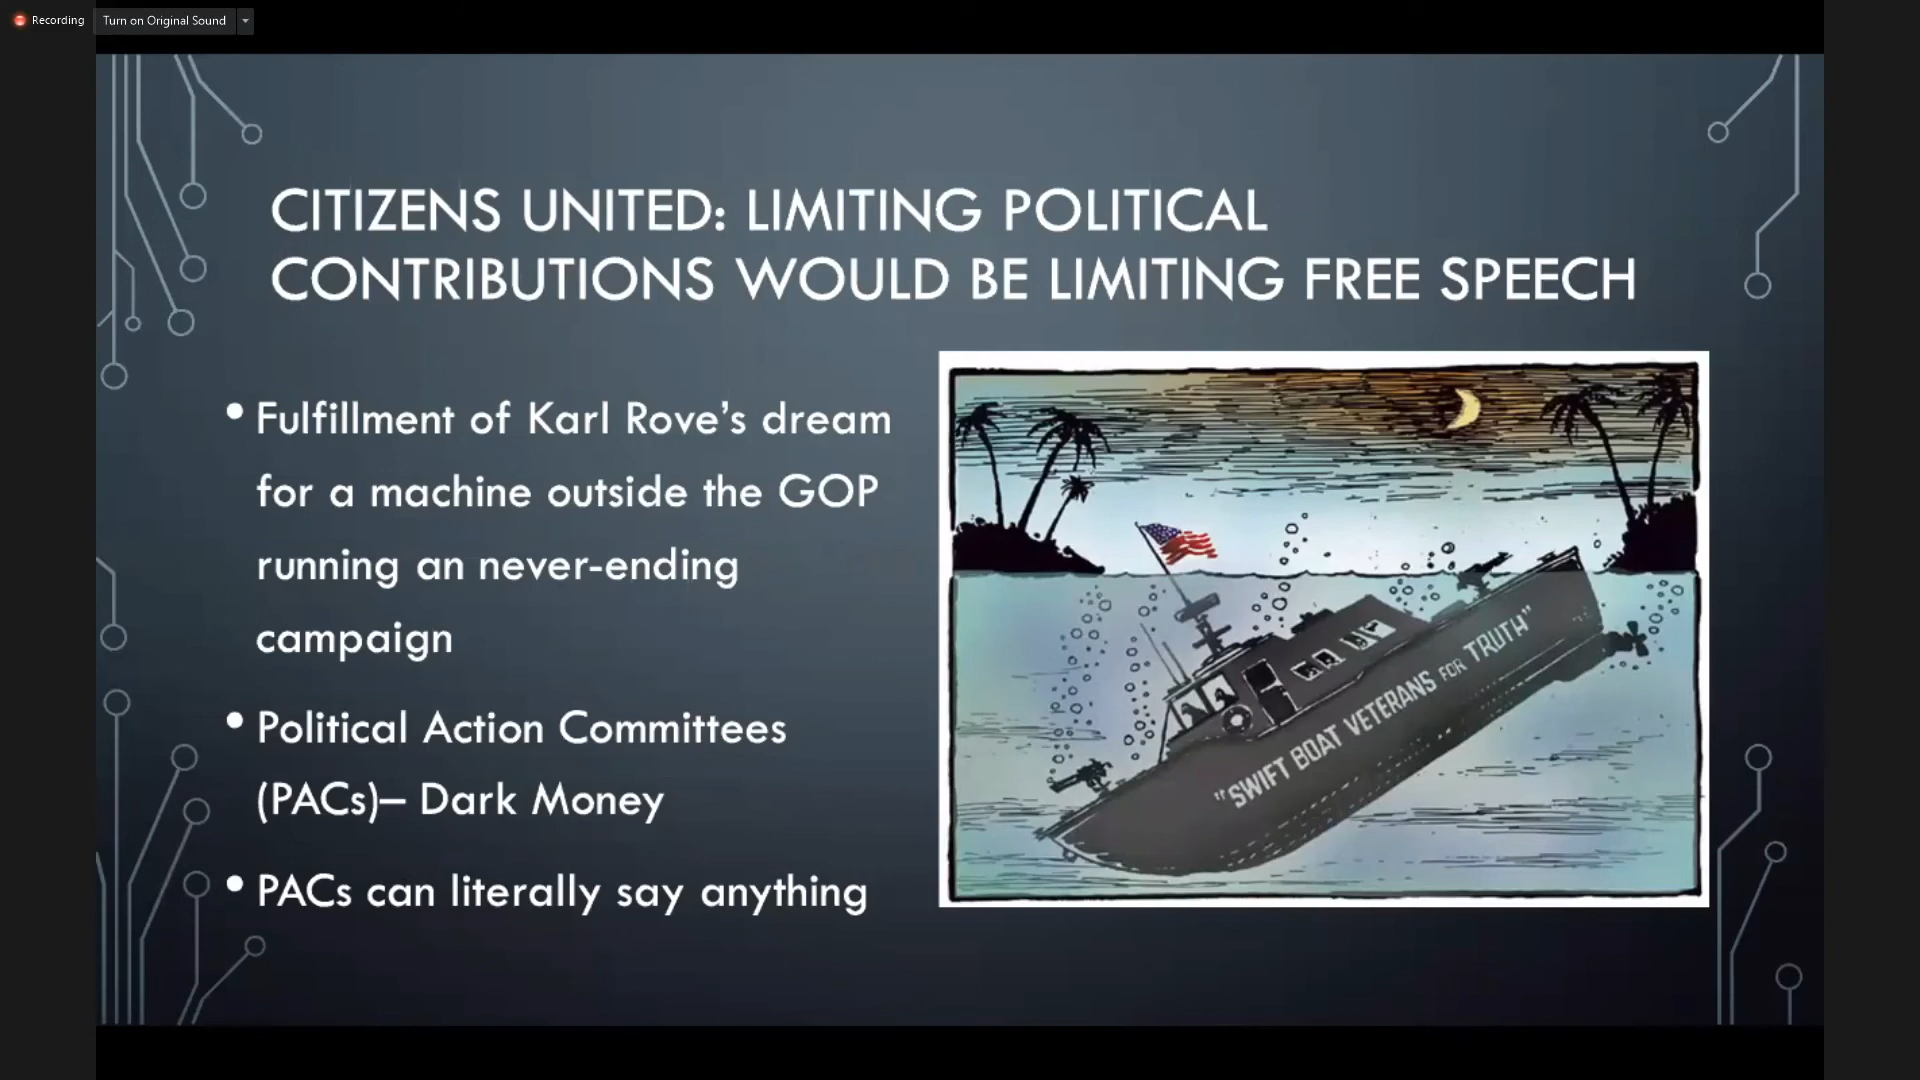 Recording
Turn on Original Sound
CITIZENS UNITED: LIMITING POLITICAL
CONTRIBUTIONS WOULD BE LIMITING FREE SPEECH
• Fulfillment of Karl Rove's dream
for a machine outside the GOP
running an never-ending
campaign
• Political Action Committees
(PACs)– Dark Money
• PACs can literally say anything
"SWIFT BOAT VETERANS FOR TRUTH"